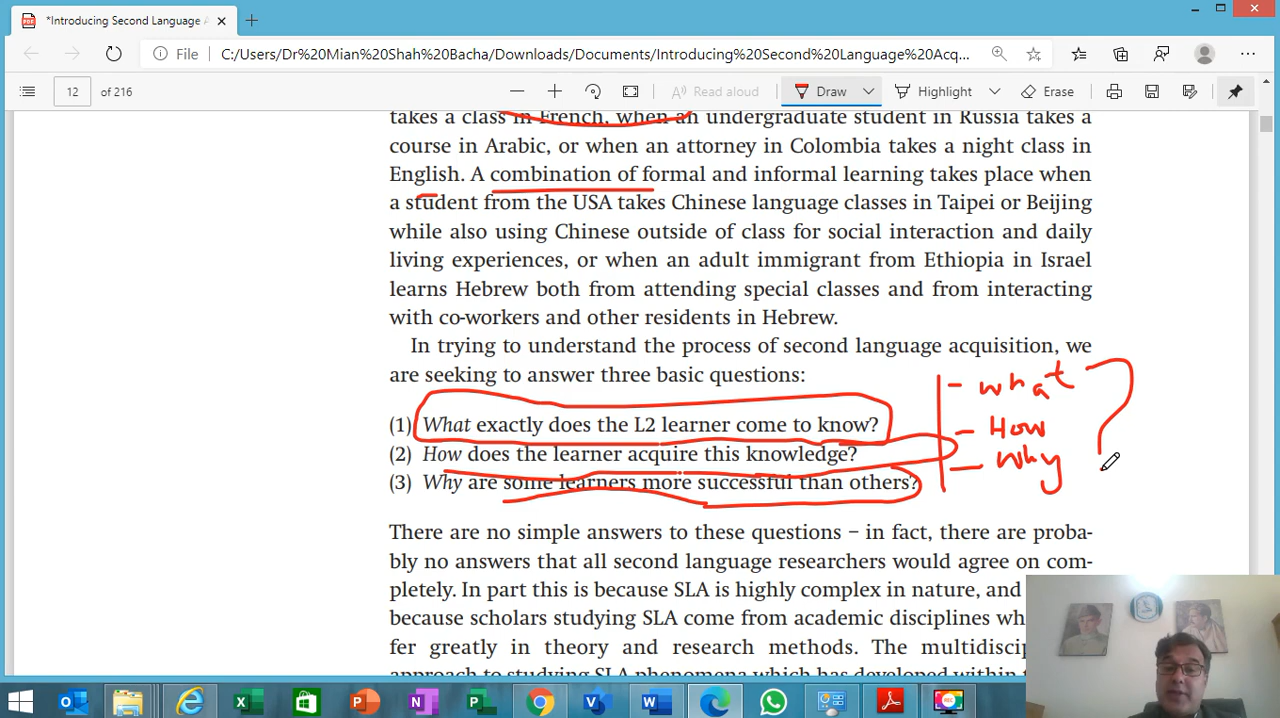 *Introducing Second Language A
File C:/Users/Dr%20Mian%20Shah%20Bacha/Downloads/Documents/Introducing%20Second%20Language%20Acq...
12 of 216 Read aloud Draw Highlight Erase
takes a class in French, when an undergraduate student in Russia takes a
course in Arabic, or when an attorney in Colombia takes a night class in
English. A combination of formal and informal learning takes place when
a student from the USA takes Chinese language classes in Taipei or Beijing
while also using Chinese outside of class for social interaction and daily
living experiences, or when an adult immigrant from Ethiopia in Israel
learns Hebrew both from attending special classes and from interacting
with co-workers and other residents in Hebrew.
In trying to understand the process of second language acquisition, we
are seeking to answer three basic questions:
(1) What exactly does the L2 learner come to know?
(2) How does the learner acquire this knowledge?
(3) Why are some learners more successful than others?
- what
- How
- Why
?
There are no simple answers to these questions – in fact, there are proba-
bly no answers that all second language researchers would agree on com-
pletely. In part this is because SLA is highly complex in nature, and
because scholars studying SLA come from academic disciplines wh
fer greatly in theory and research methods. The multidiscip
approach to studying SLA phenomena which has developed within